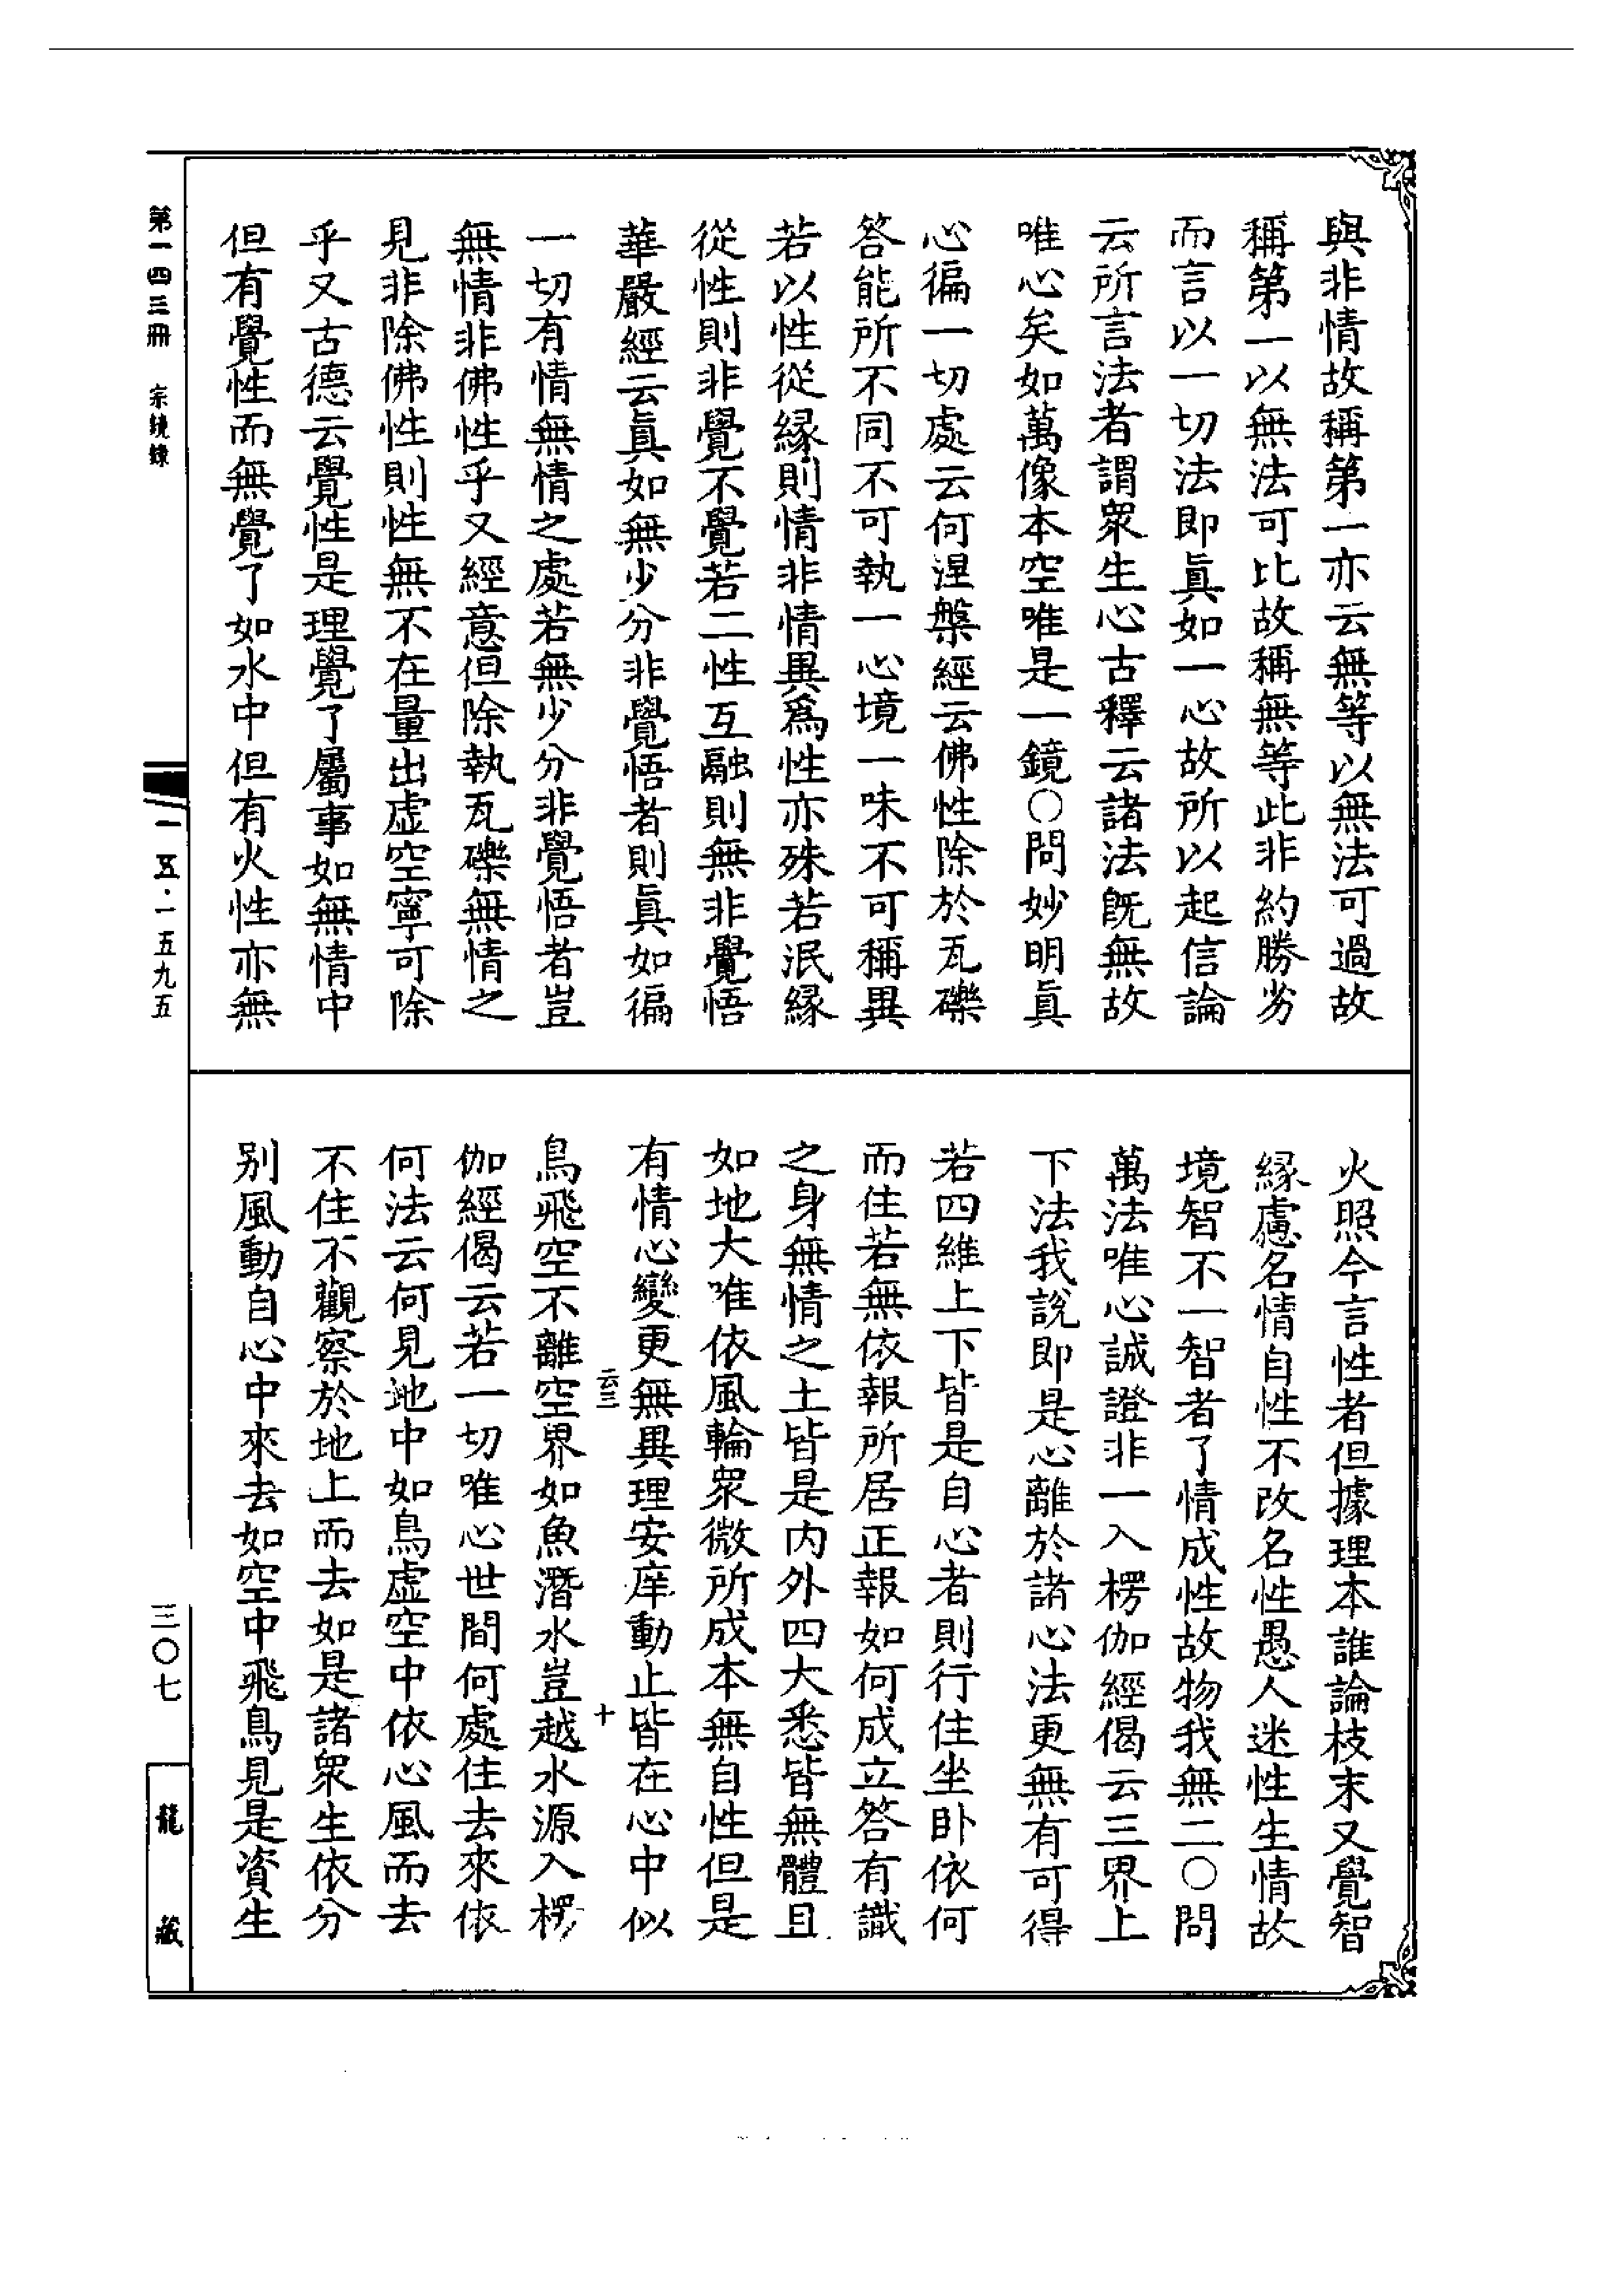 與非情故稱第一亦云無等以無法可過故
稱第一以無法可比故稱無等此非約勝劣
而言以一切法即眞如一心故所以起信論
云所言法者謂衆生心古釋云諸法旣無故
唯心矣如萬像本空唯是一鏡〇問妙明眞
心徧一切處云何涅槃經云佛性除於瓦礫
答能所不同不可執一心境一味不可稱異
若以性從緣則情非情異爲性亦殊若泯緣
從性則非覺不覺若二性互融則無非覺悟
華嚴經云眞如無少分非覺悟者則眞如徧
一切有情無情之處若無少分非覺悟者豈
無情非佛性乎又經意但除執瓦礫無情之
見非除佛性則性無不在量出虛空寧可除
乎又古德云覺性是理覺了屬事如無情中
但有覺性而無覺了如水中但有火性亦無
火照今言性者但據理本誰論枝末又覺智
緣慮名情自性不改名性愚人迷性生情故
境智不一智者了情成性故物我無二〇問
萬法唯心誠證非一入楞伽經偈云三界上
下法我說即是心離於諸心法更無有可得
若四維上下皆是自心者則行住坐卧依何
而住若無依報所居正報如何成立答有識
之身無情之土皆是内外四大悉皆無體且
如地大唯依風輪衆微所成本無自性但是
有情心變更無異理安庠動止皆在心中似
云三
十
鳥飛空不離空界如魚潛水豈越水源入楞
伽經偈云若一切唯心世間何處住去來依
何法云何見地中如鳥虛空中依心風而去
不住不觀察於地上而去如是諸衆生依分
別風動自心中來去如空中飛鳥見是資生
第一四三冊 宗鏡錄
一五·一五九五
三〇七
龍藏